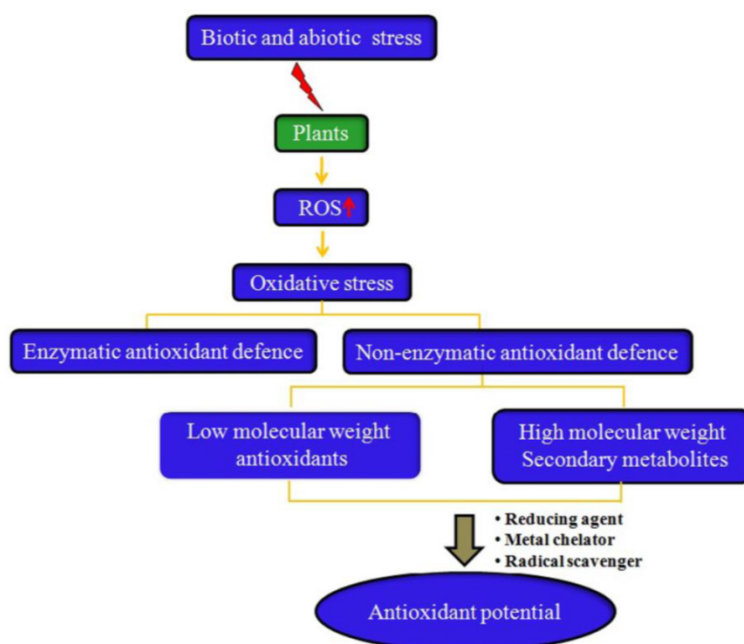 Biotic and abiotic stress
Plants
ROS
Oxidative stress
Enzymatic antioxidant defence
Non-enzymatic antioxidant defence
Low molecular weight
antioxidants
High molecular weight
Secondary metabolites
• Reducing agent
• Metal chelator
• Radical scavenger
Antioxidant potential